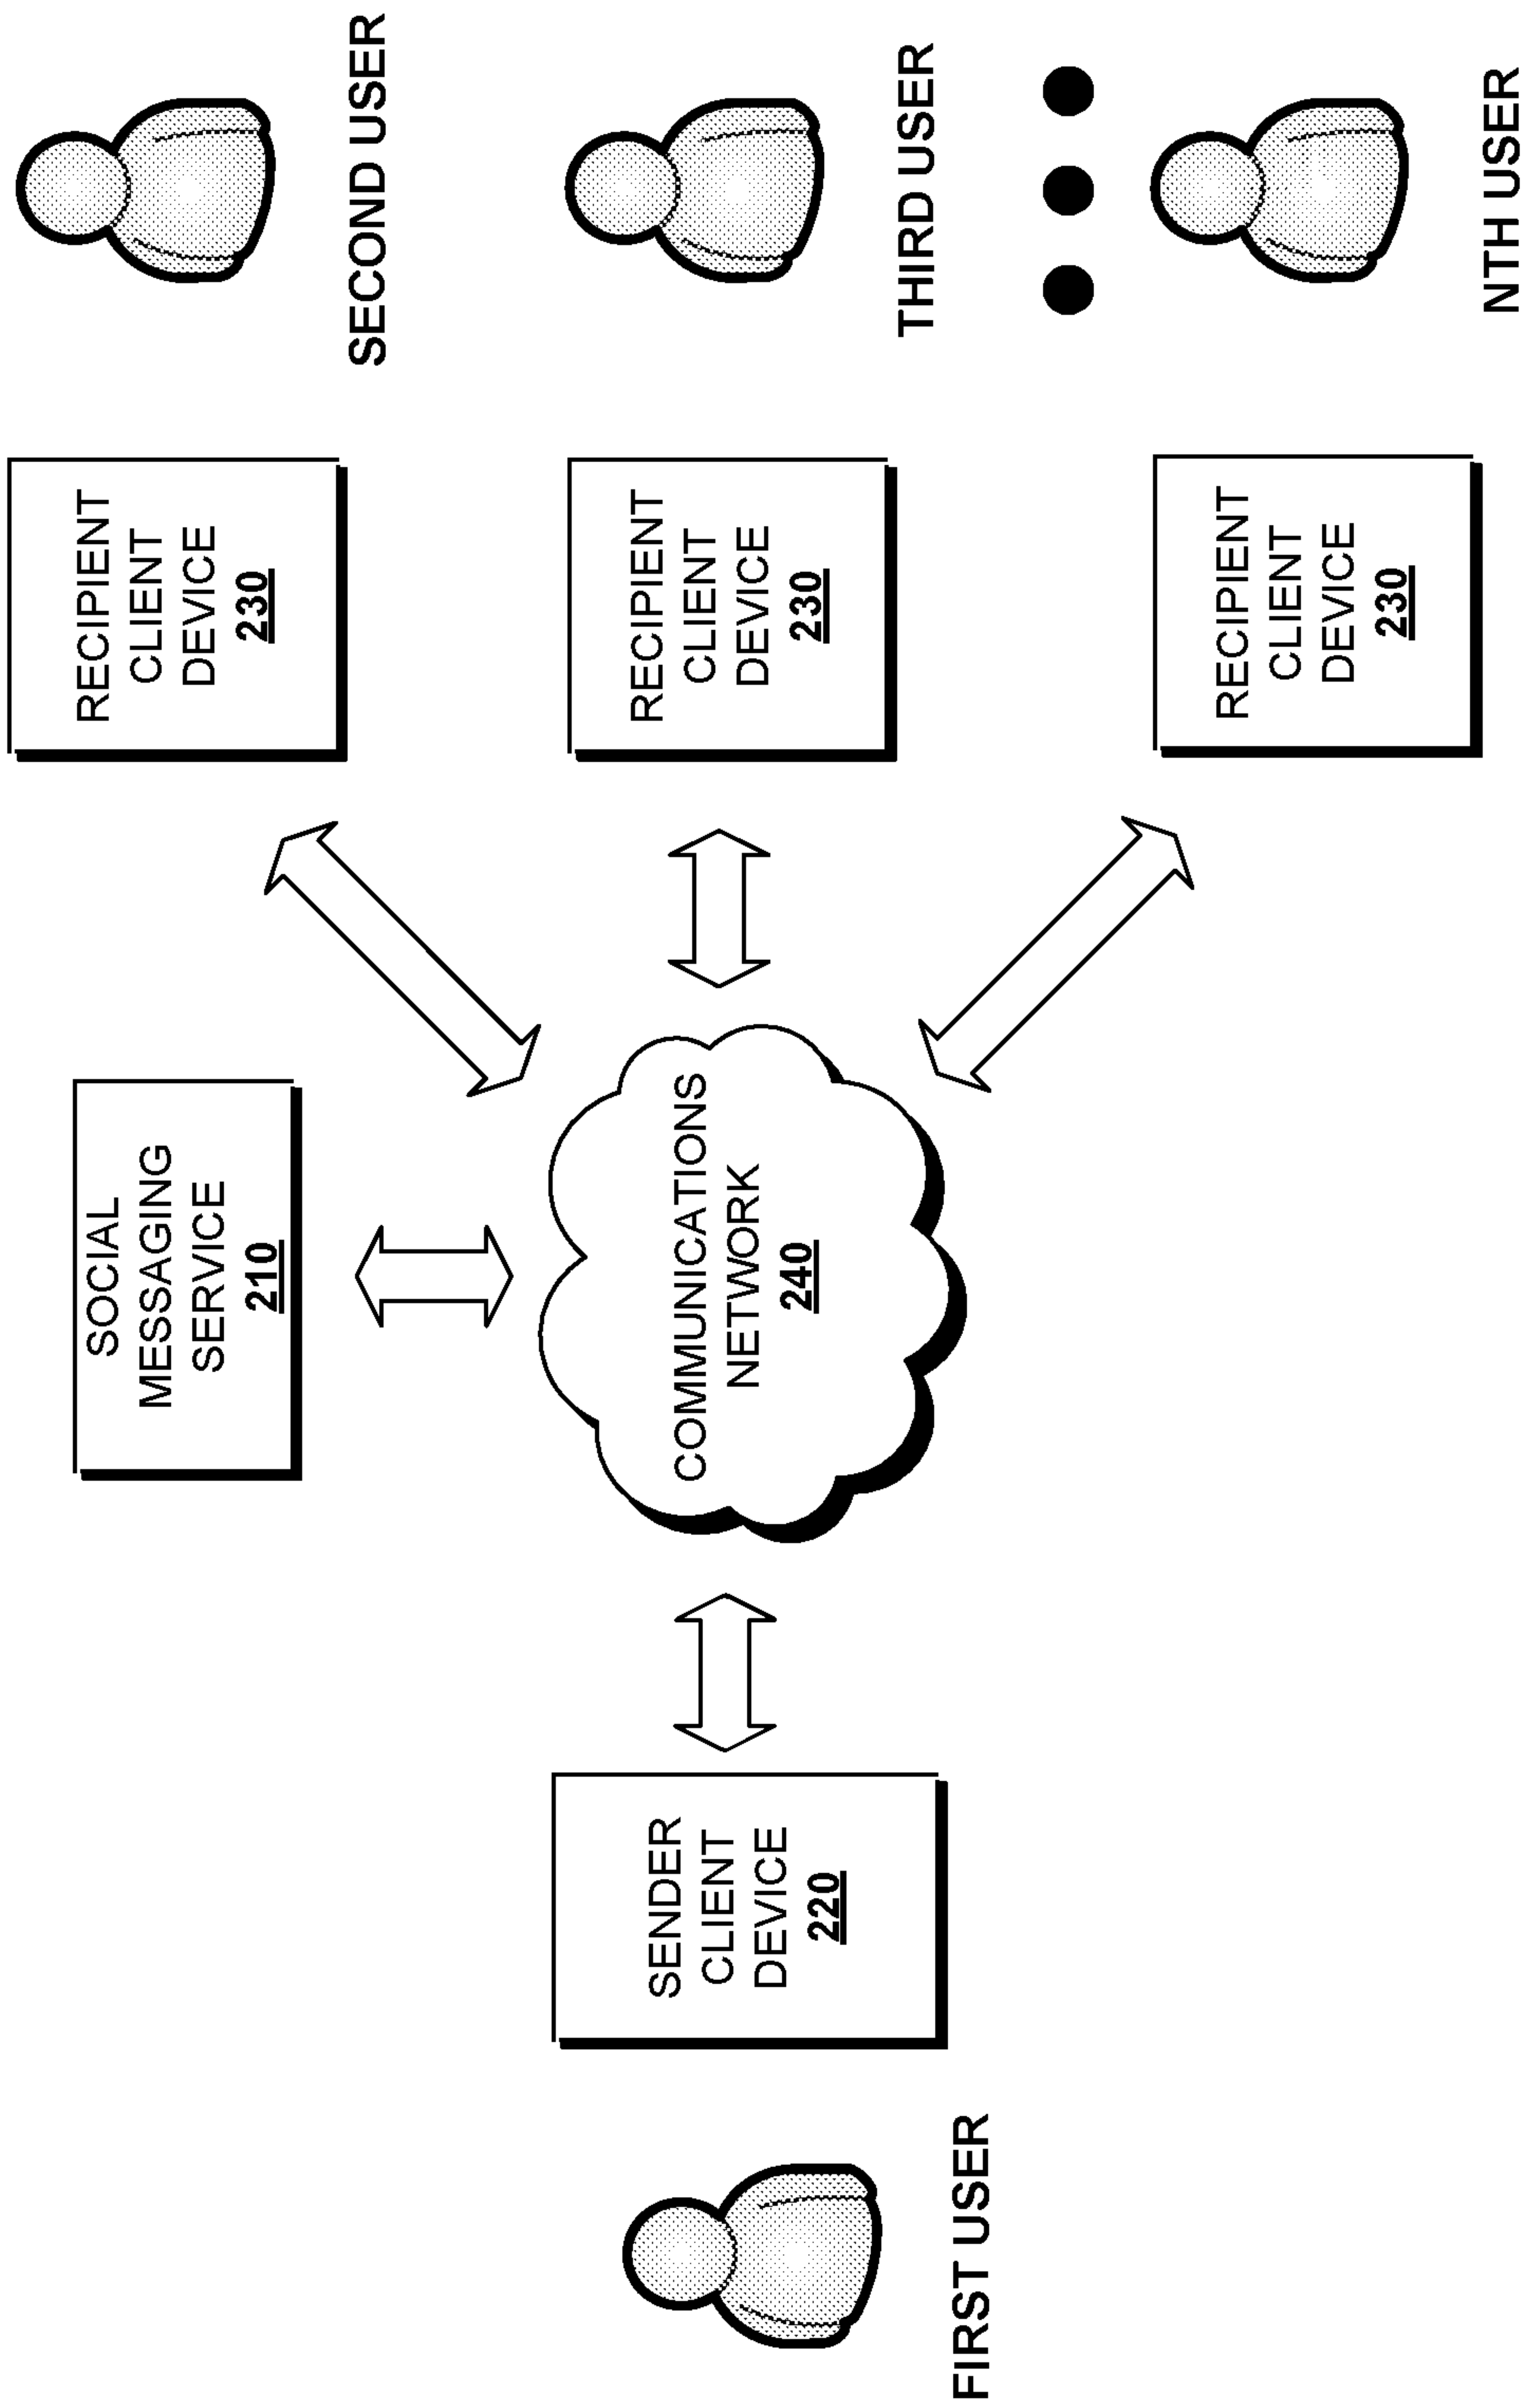 SOCIAL
MESSAGING
SERVICE
210
FIRST USER
SENDER
CLIENT
DEVICE
220
COMMUNICATIONS
NETWORK
240
RECIPIENT
CLIENT
DEVICE
230
SECOND USER
RECIPIENT
CLIENT
DEVICE
230
THIRD USER
RECIPIENT
CLIENT
DEVICE
230
NTH USER